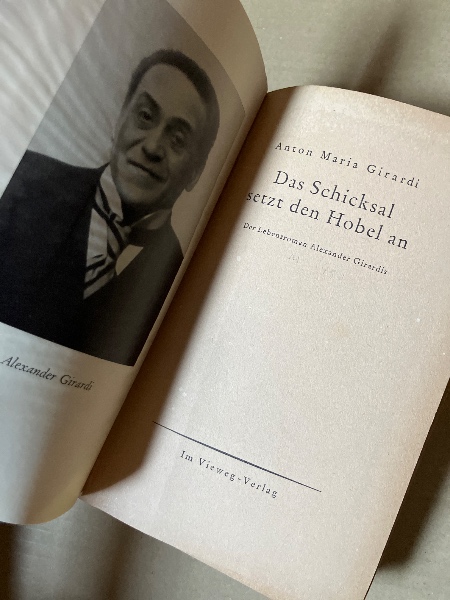 Alexander Girardi
Anton Maria Girardi
Das Schicksal
setzt den Hobel an
Der Lebensroman Alexander Girardis
Im Vieweg-Verlag